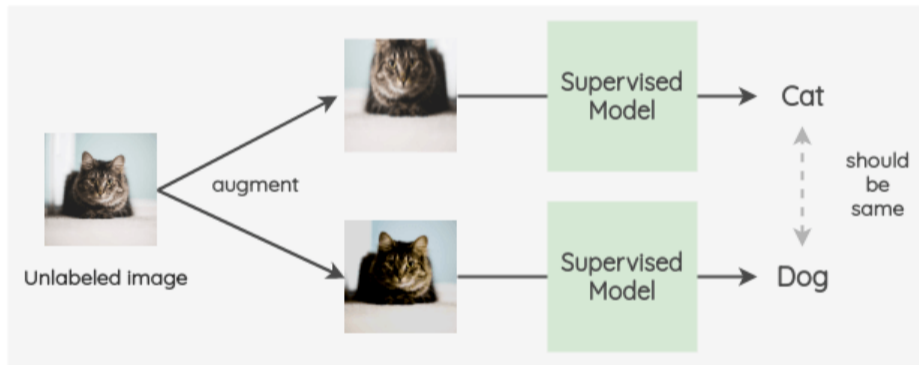 Unlabeled image
augment
Supervised
Model
Cat
should
be
same
Supervised
Model
Dog